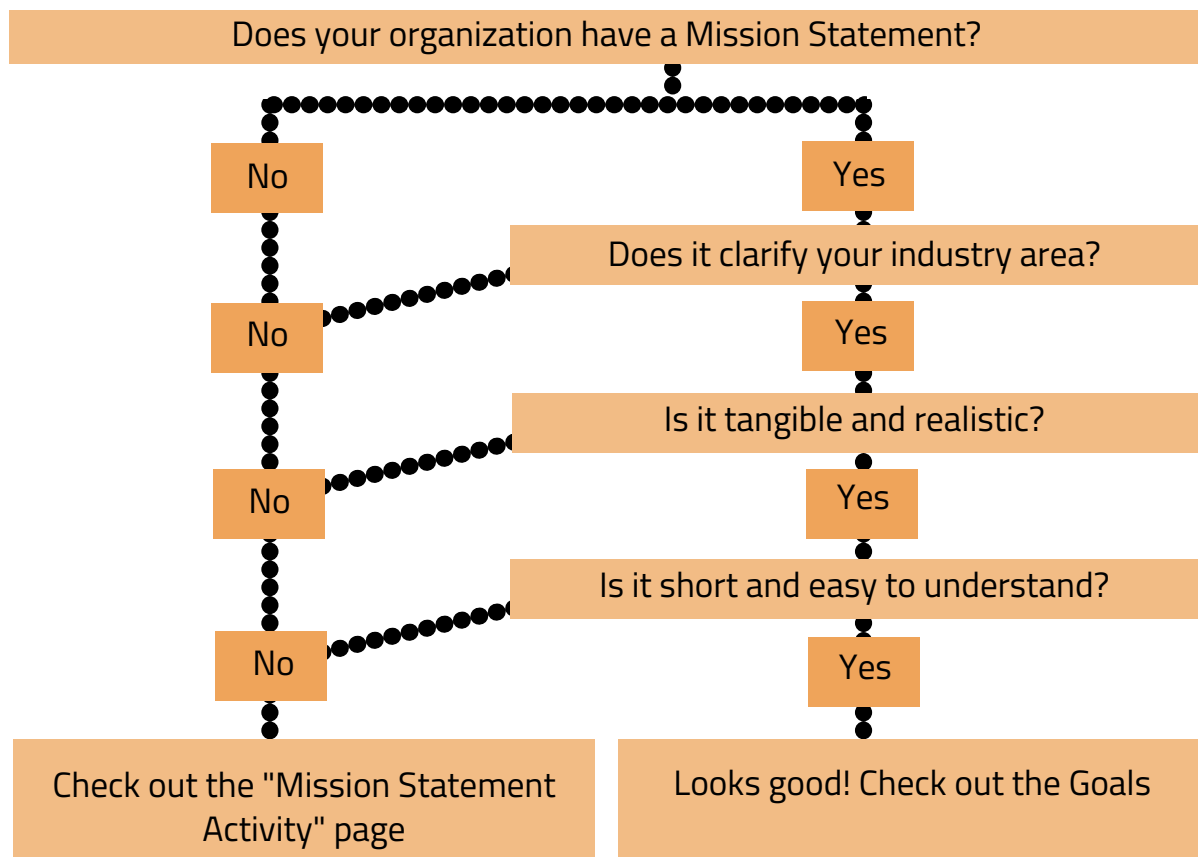 Does your organization have a Mission Statement?
No
Yes
Does it clarify your industry area?
No
Yes
Is it tangible and realistic?
No
Yes
Is it short and easy to understand?
No
Yes
Check out the "Mission Statement
Activity" page
Looks good! Check out the Goals